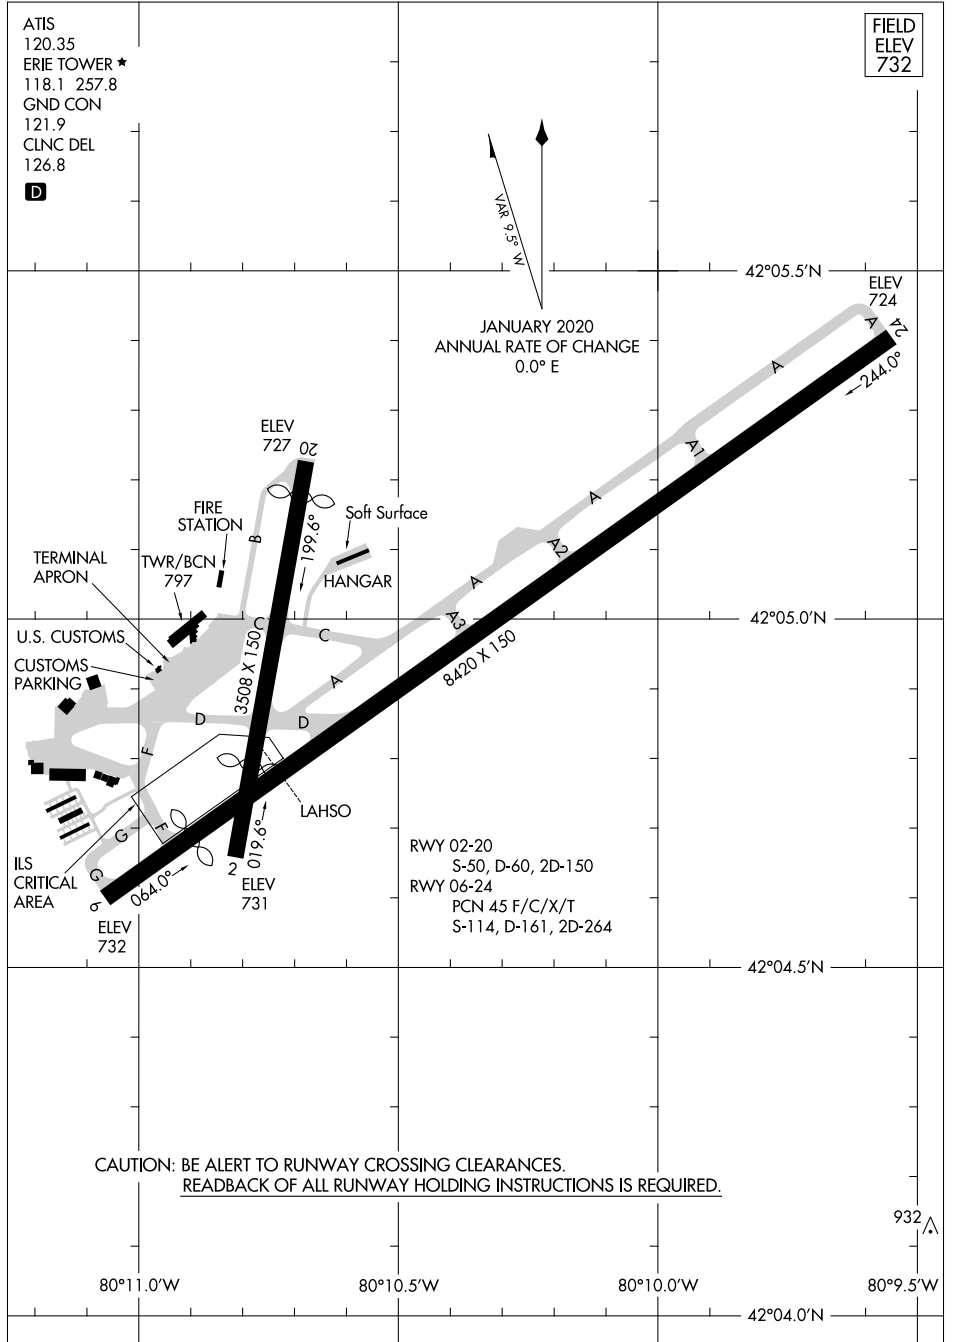 ATIS
120.35
ERIE TOWER ★
118.1 257.8
GND CON
121.9
CLNC DEL
126.8
D
FIELD
ELEV
732
VAR 9.5° W
JANUARY 2020
ANNUAL RATE OF CHANGE
0.0° E
42°05.5'N
ELEV
724
24
A
244.0°
A
A1
A
A2
A
A3
A
8420 X 150
ELEV
727
20
199.6°
Soft Surface
HANGAR
FIRE
STATION
B
TERMINAL
APRON
TWR/BCN
797
42°05.0'N
C
C
U.S. CUSTOMS
CUSTOMS
PARKING
3508 X 150
D
D
F
F
LAHSO
G
G
ILS
CRITICAL
AREA
019.6°
2
ELEV
731
064.0°
6
ELEV
732
RWY 02-20
S-50, D-60, 2D-150
RWY 06-24
PCN 45 F/C/X/T
S-114, D-161, 2D-264
42°04.5'N
CAUTION: BE ALERT TO RUNWAY CROSSING CLEARANCES.
READBACK OF ALL RUNWAY HOLDING INSTRUCTIONS IS REQUIRED.
932
80°11.0'W
80°10.5'W
80°10.0'W
80°9.5'W
42°04.0'N